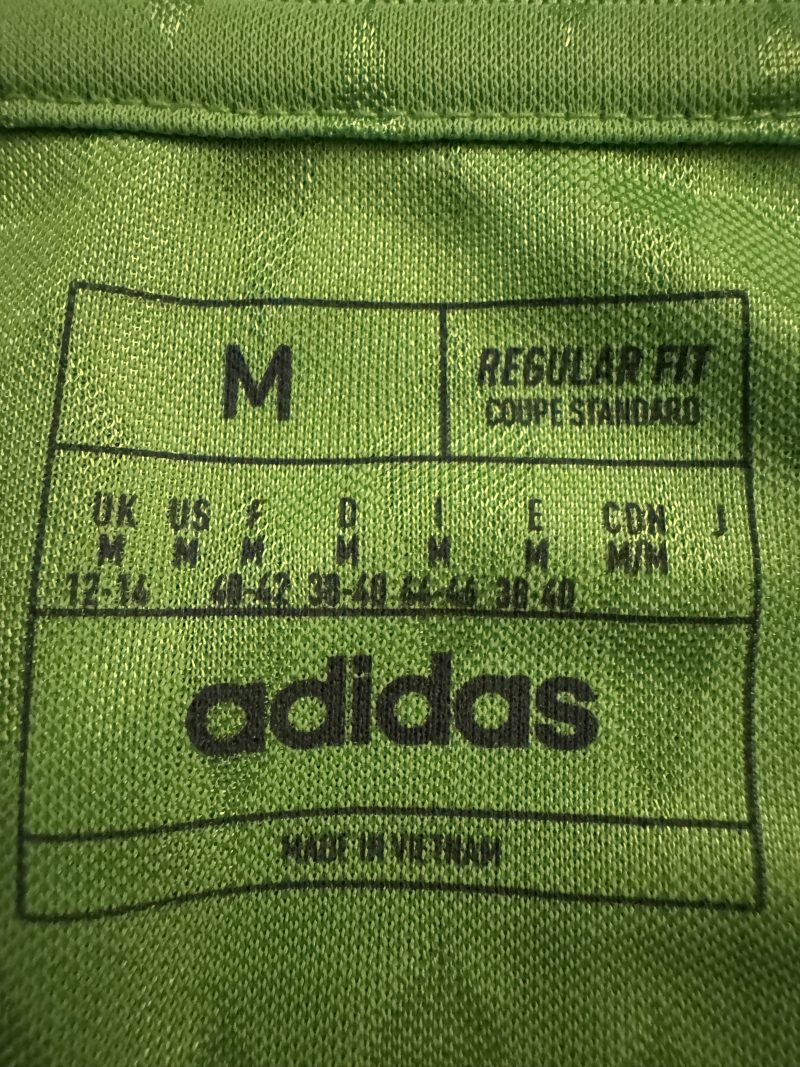 M
REGULAR FIT
COUPE STANDARD
UK US F D I E CDN J
M M M M M M M/M
12-14 40-42 38-40 44-46 38-40
adidas
MADE IN VIETNAM